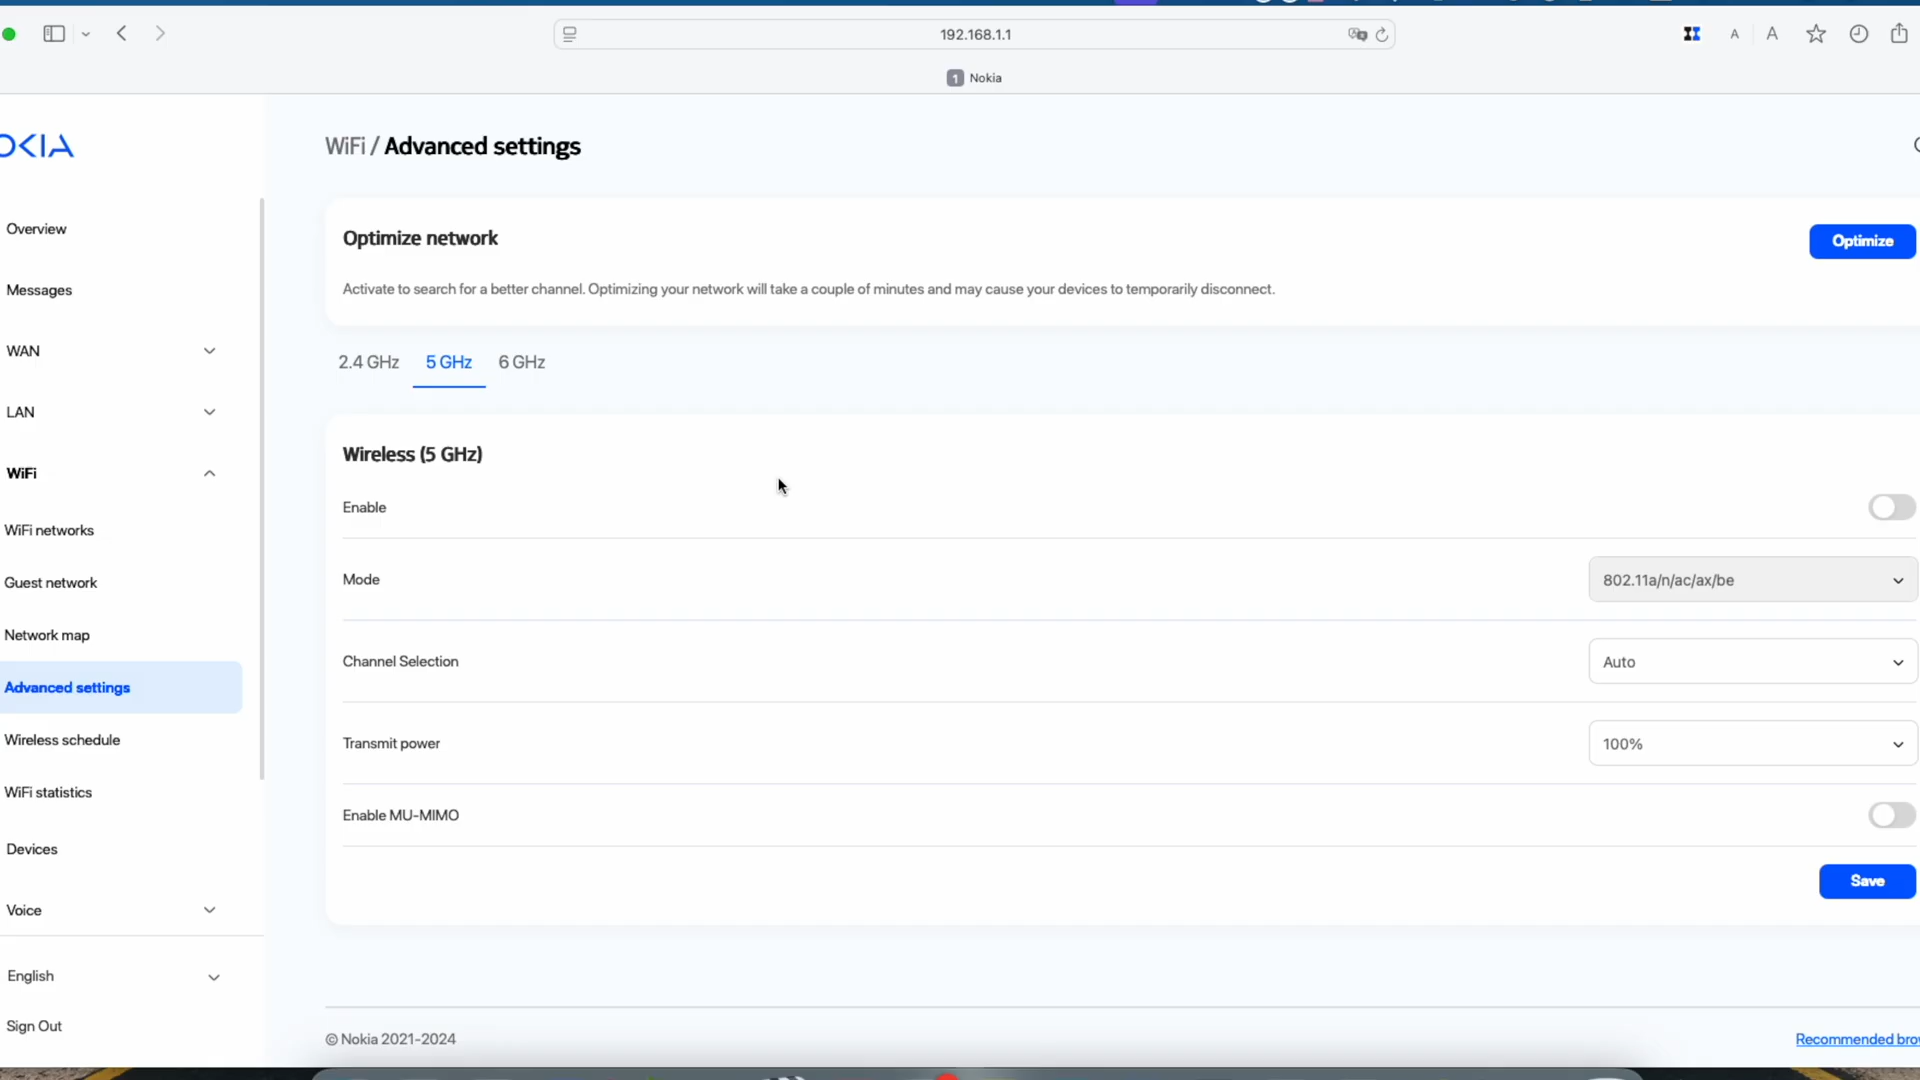 192.168.1.1
A A
1 Nokia
OKIA
Overview
Messages
WAN
LAN
WiFi
WiFi networks
Guest network
Network map
Advanced settings
Wireless schedule
WiFi statistics
Devices
Voice
English
Sign Out
WiFi / Advanced settings
Optimize network
Optimize
Activate to search for a better channel. Optimizing your network will take a couple of minutes and may cause your devices to temporarily disconnect.
2.4 GHz 5 GHz 6 GHz
Wireless (5 GHz)
Enable
Mode 802.11a/n/ac/ax/be
Channel Selection Auto
Transmit power 100%
Enable MU-MIMO
Save
© Nokia 2021-2024
Recommended bro